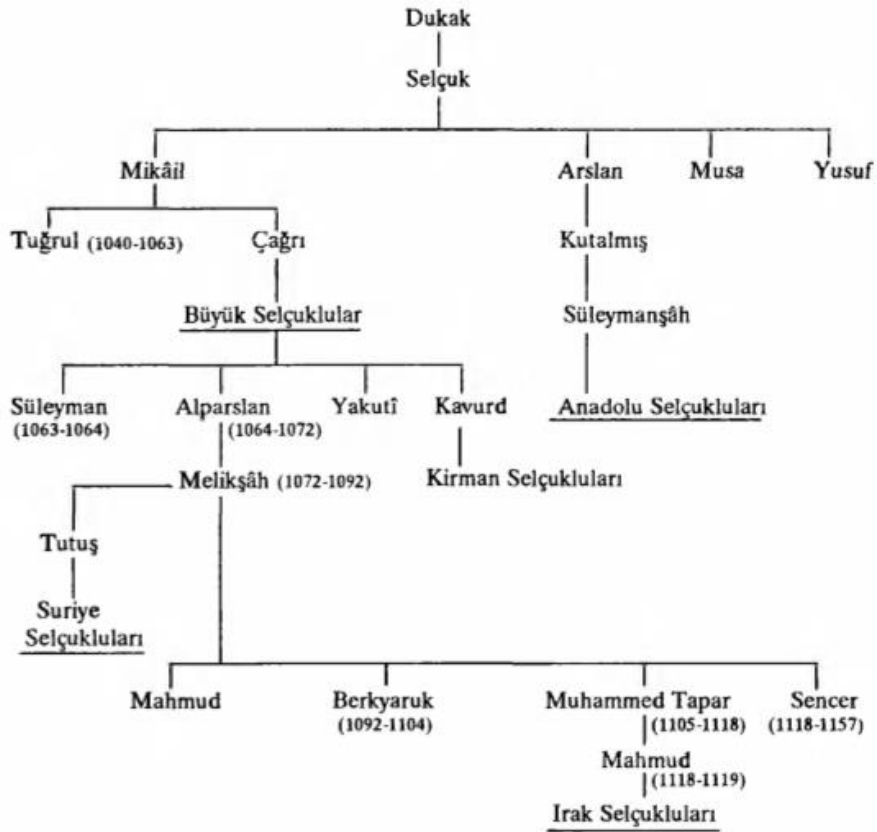 Dukak
Selçuk
Mikâil Arslan Musa Yusuf
Tuğrul (1040-1063) Çağrı Kutalmış
Büyük Selçuklular Süleymanşâh
Süleyman Alparslan Yakutî Kavurd Anadolu Selçukluları
(1063-1064) (1064-1072)
Melikşâh (1072-1092) Kirman Selçukluları
Tutuş
Suriye
Selçukluları
Mahmud Berkyaruk Muhammed Tapar Sencer
(1092-1104) (1105-1118) (1118-1157)
Mahmud
(1118-1119)
Irak Selçukluları